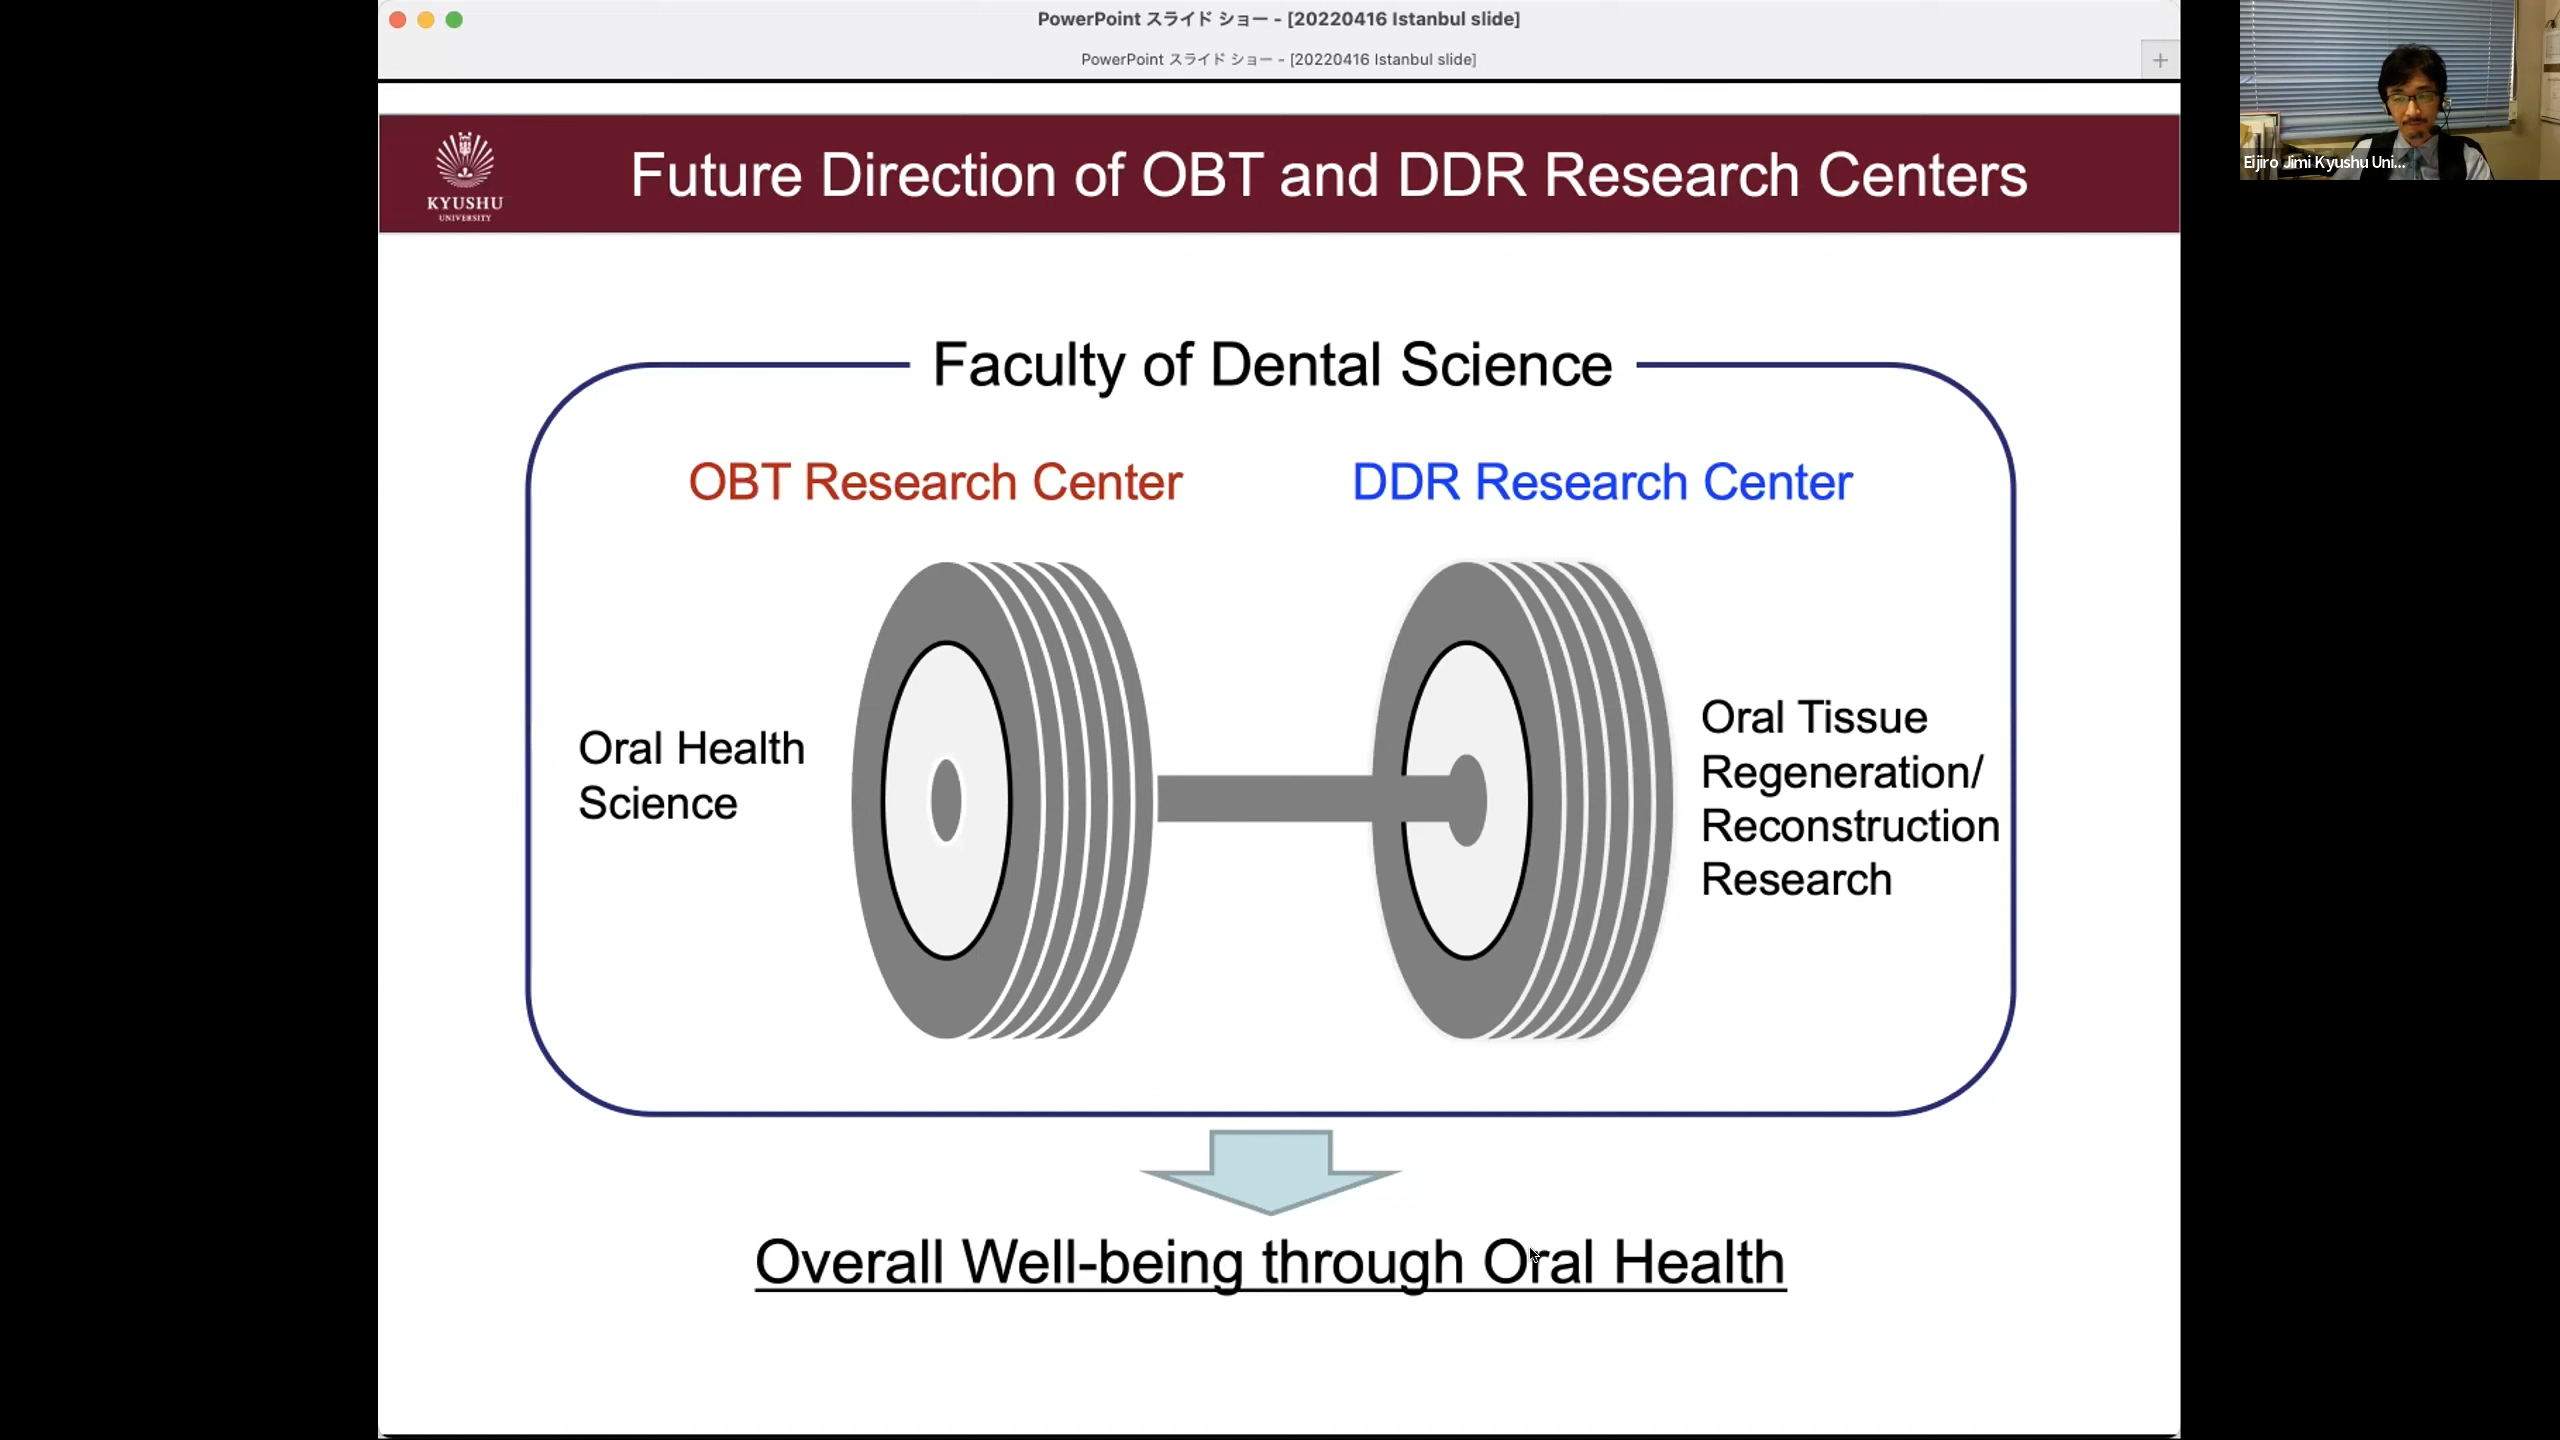 PowerPoint スライド ショー - [20220416 Istanbul slide]
PowerPoint スライド ショー - [20220416 Istanbul slide]
Eijiro Jimi Kyushu Uni...
KYUSHU
UNIVERSITY
Future Direction of OBT and DDR Research Centers
Faculty of Dental Science
OBT Research Center
DDR Research Center
Oral Health
Science
Oral Tissue
Regeneration/
Reconstruction
Research
Overall Well-being through Oral Health